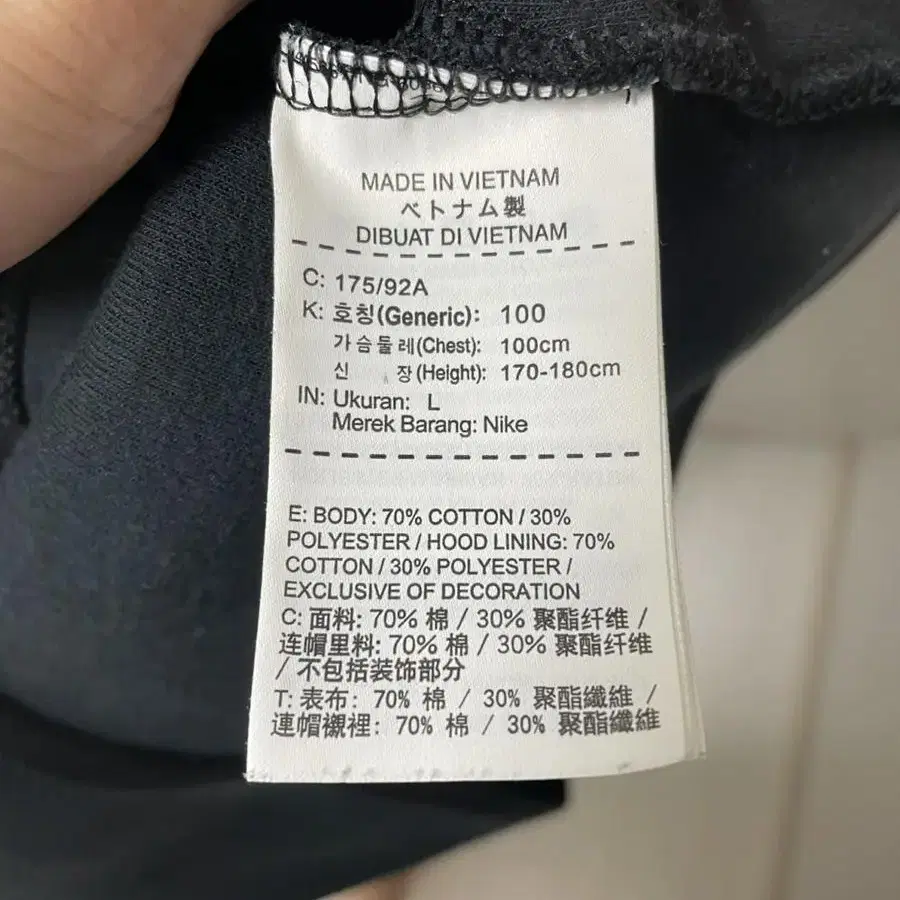 MADE IN VIETNAM
ベトナム製
DIBUAT DI VIETNAM
C: 175/92A
K: 호칭(Generic): 100
가슴둘레(Chest): 100cm
신 장(Height): 170-180cm
IN: Ukuran: L
Merek Barang: Nike
E: BODY: 70% COTTON / 30%
POLYESTER / HOOD LINING: 70%
COTTON / 30% POLYESTER /
EXCLUSIVE OF DECORATION
C: 面料: 70% 棉 / 30% 聚酯纤维 /
连帽里料: 70% 棉 / 30% 聚酯纤维
/ 不包括装饰部分
T: 表布: 70% 棉 / 30% 聚酯纖維 /
連帽襯裡: 70% 棉 / 30% 聚酯纖維